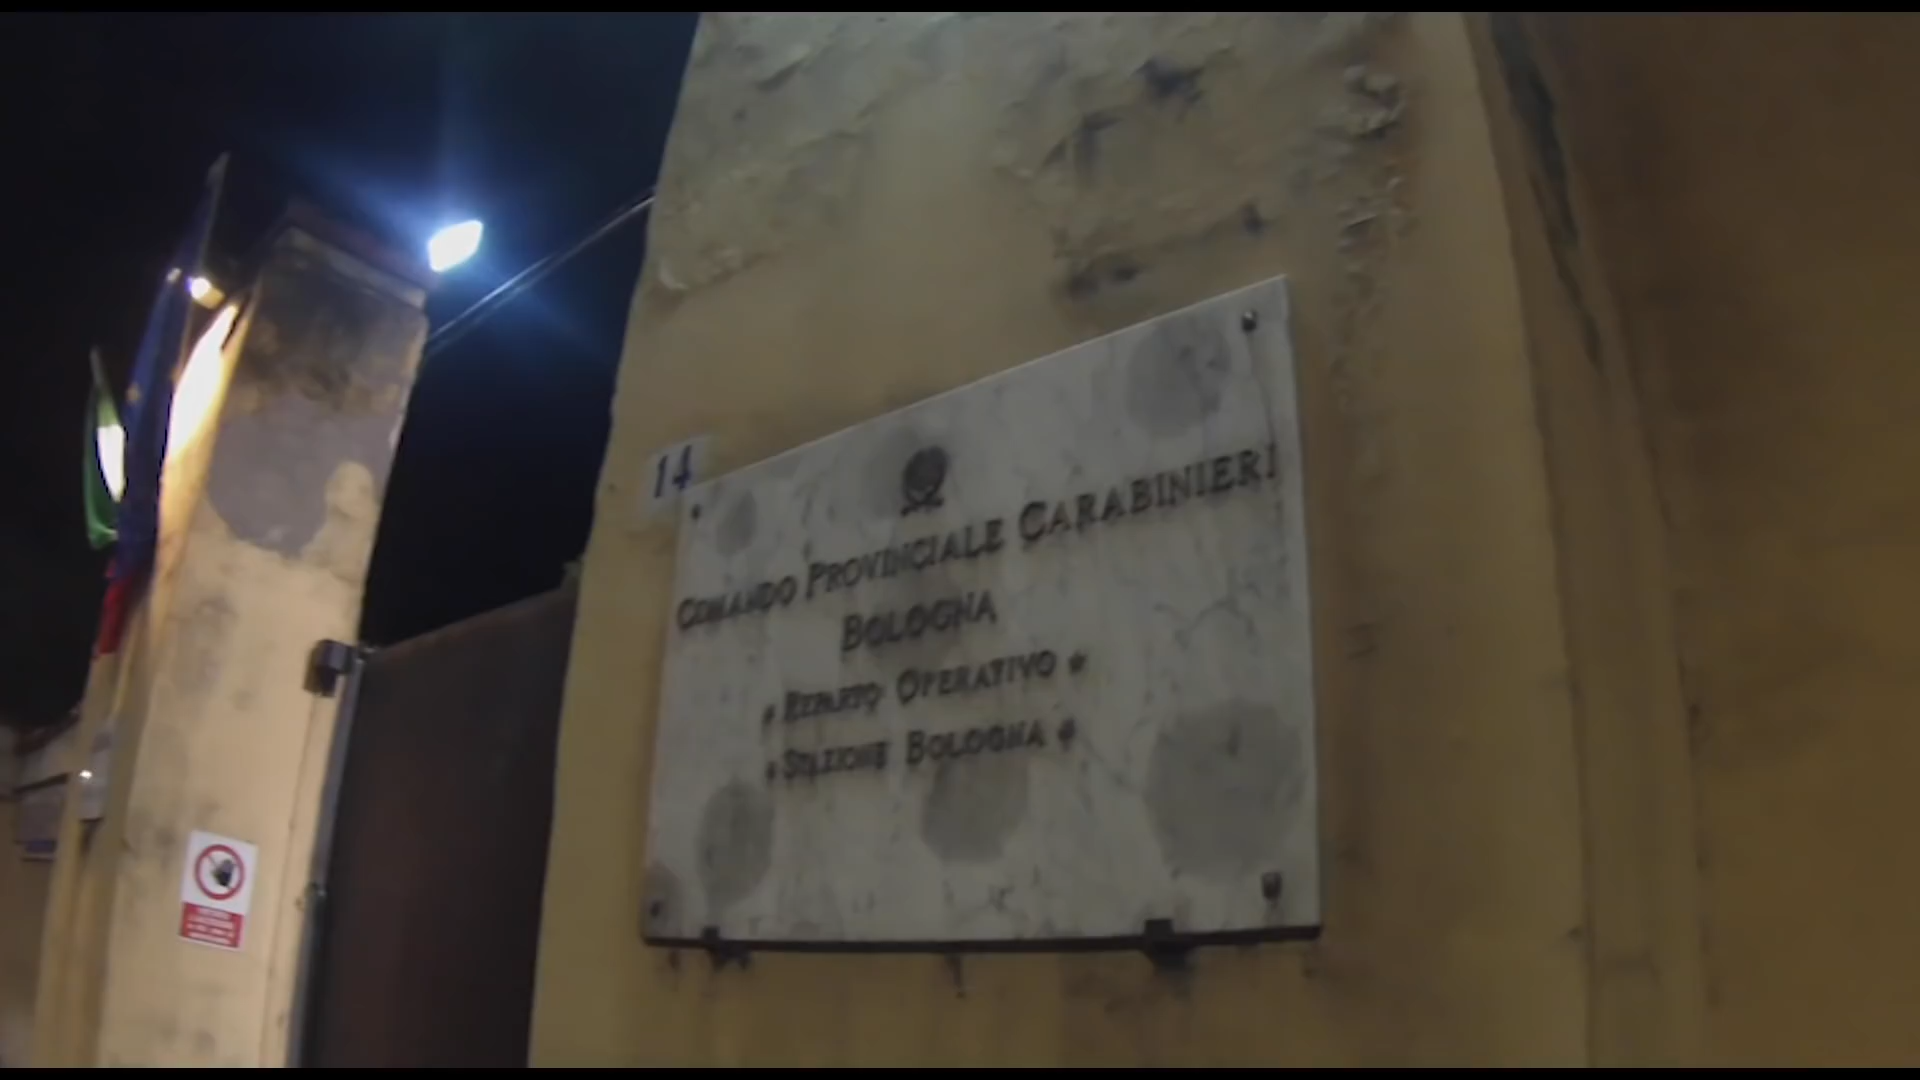 14
COMANDO PROVINCIALE CARABINIERI
BOLOGNA
* REPARTO OPERATIVO *
* STAZIONE BOLOGNA *